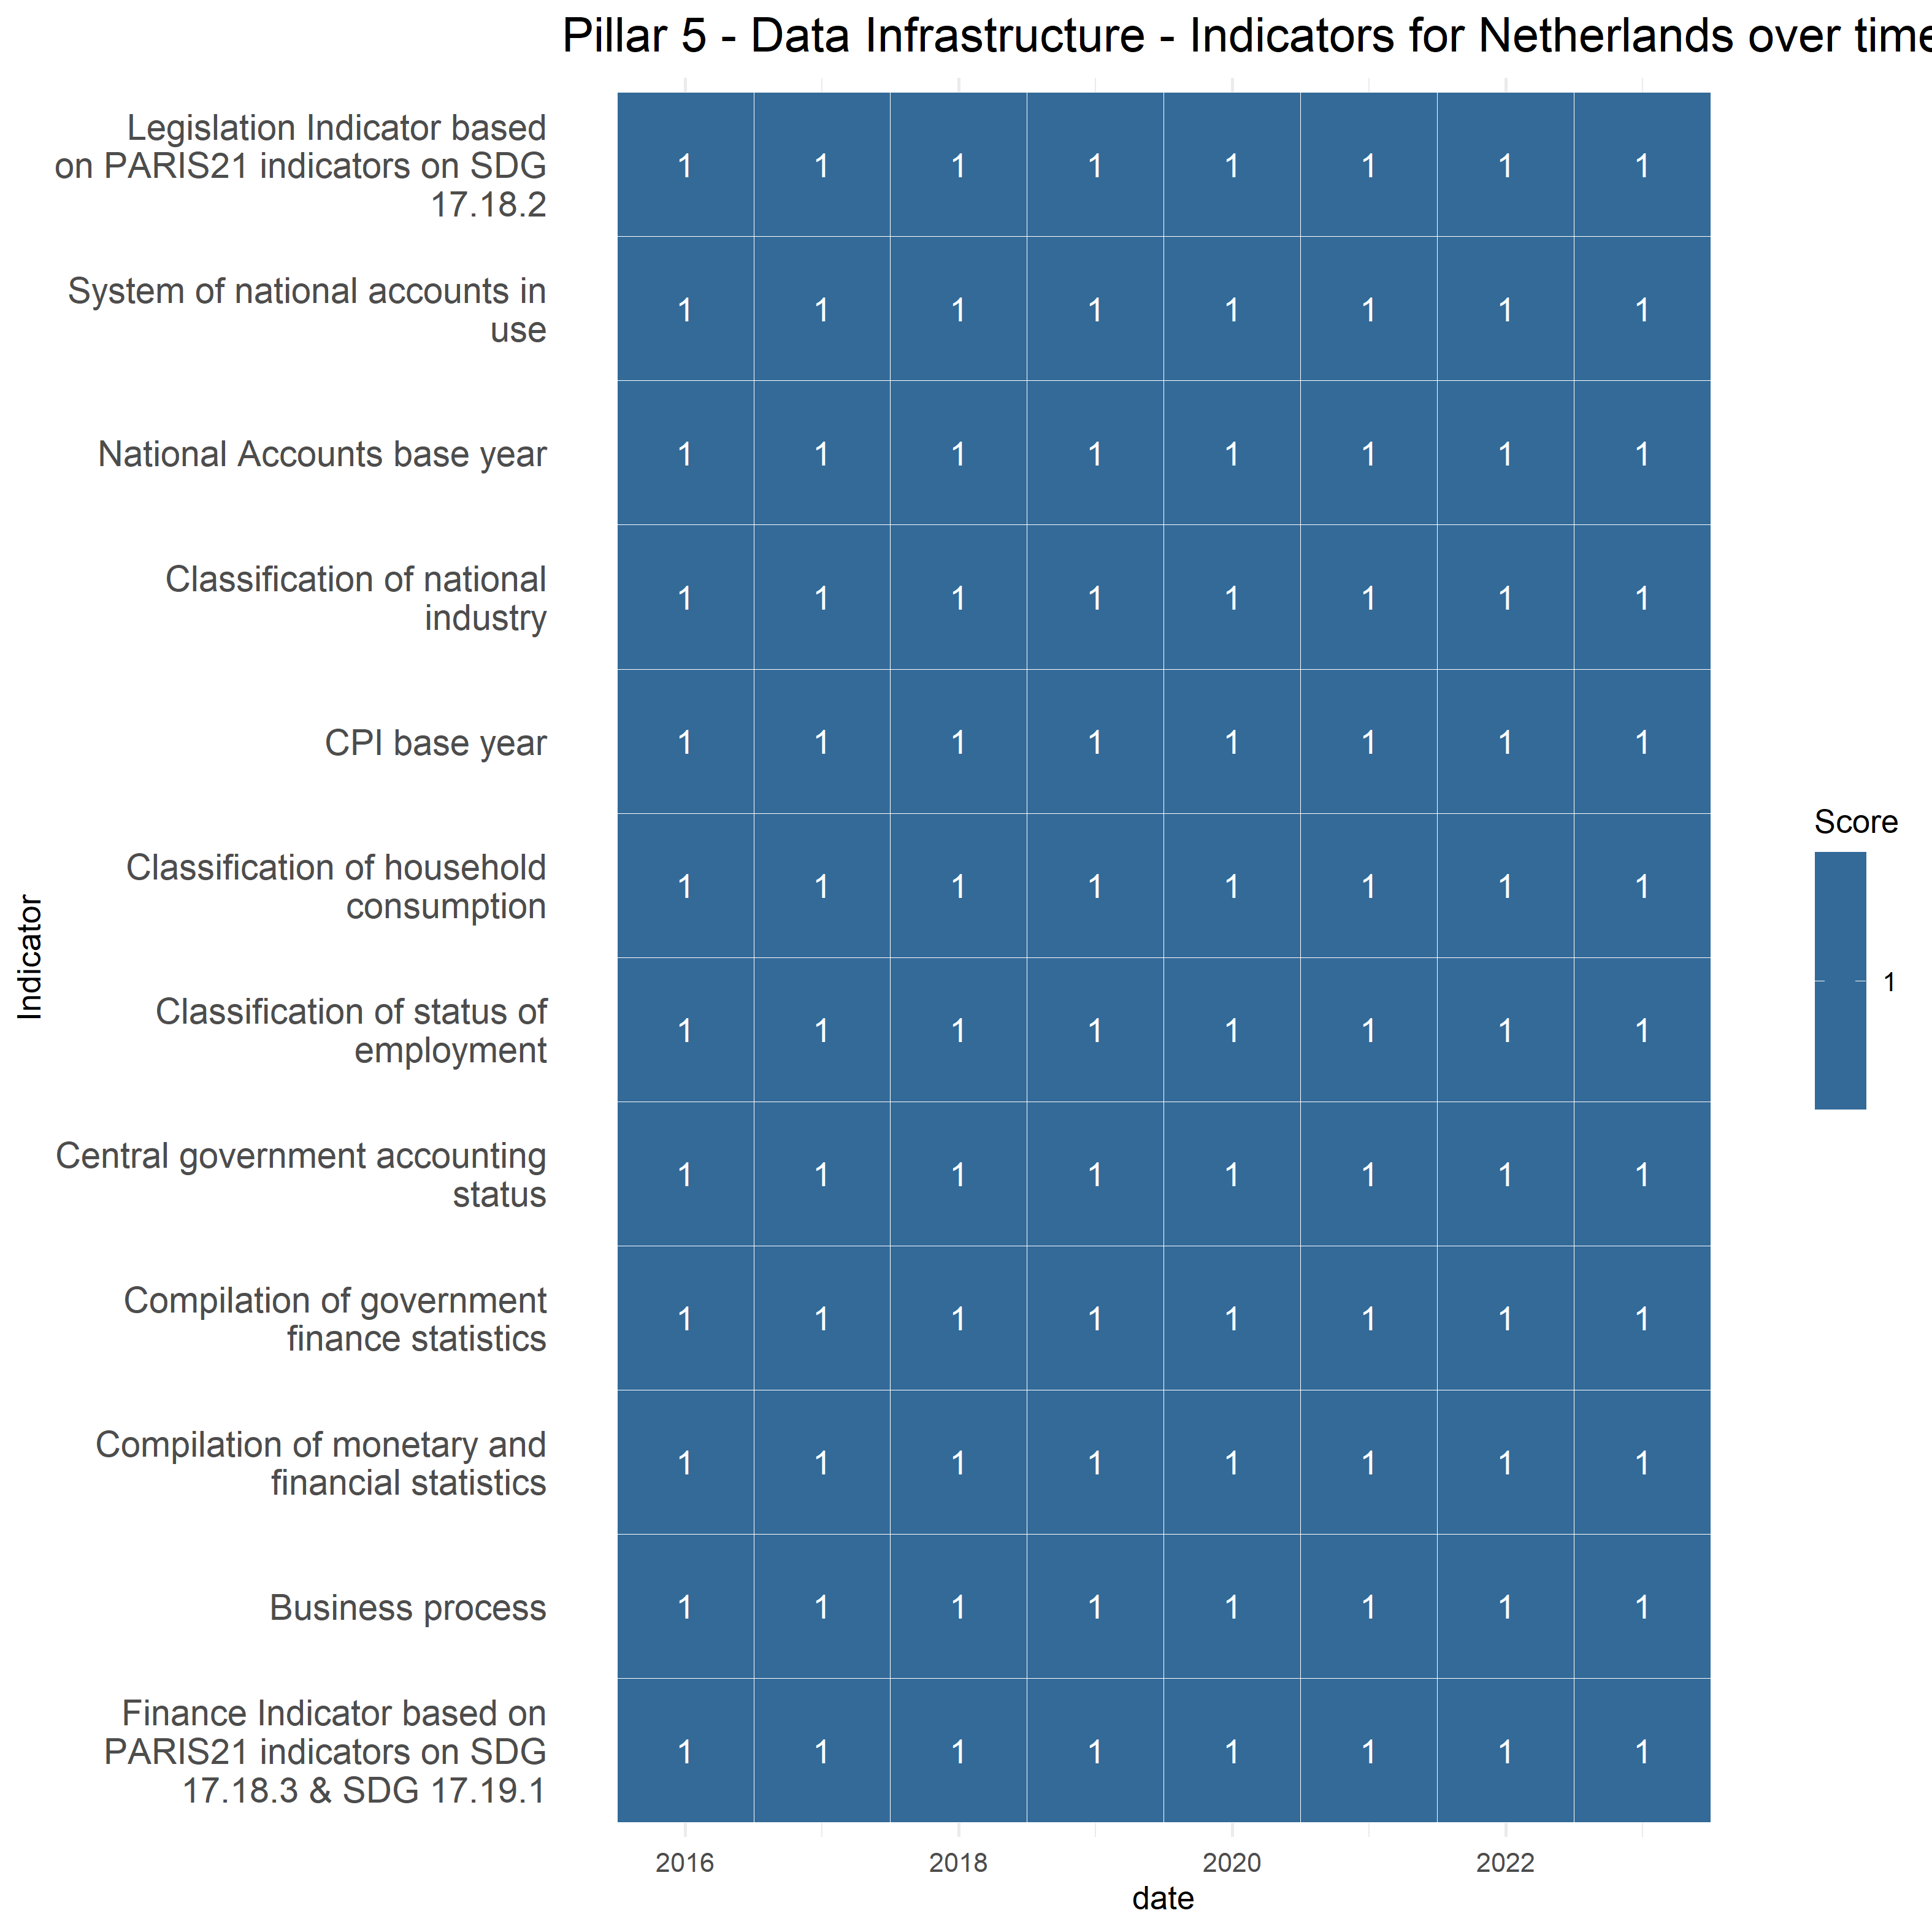 Pillar 5 - Data Infrastructure - Indicators for Netherlands over time
Legislation Indicator based
on PARIS21 indicators on SDG
17.18.2
1 1 1 1 1 1 1 1
System of national accounts in
use
1 1 1 1 1 1 1 1
National Accounts base year
1 1 1 1 1 1 1 1
Classification of national
industry
1 1 1 1 1 1 1 1
CPI base year
1 1 1 1 1 1 1 1
Classification of household
consumption
1 1 1 1 1 1 1 1
Classification of status of
employment
1 1 1 1 1 1 1 1
Central government accounting
status
1 1 1 1 1 1 1 1
Compilation of government
finance statistics
1 1 1 1 1 1 1 1
Compilation of monetary and
financial statistics
1 1 1 1 1 1 1 1
Business process
1 1 1 1 1 1 1 1
Finance Indicator based on
PARIS21 indicators on SDG
17.18.3 & SDG 17.19.1
1 1 1 1 1 1 1 1
Indicator
2016 2018 2020 2022
date
Score
1